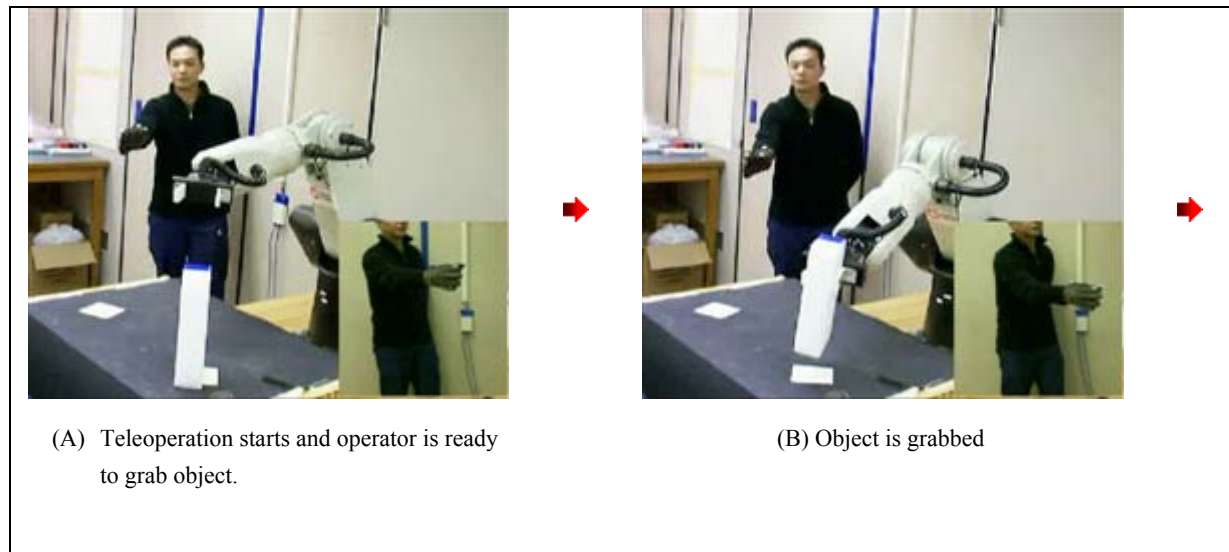 (A) Teleoperation starts and operator is ready
to grab object.
(B) Object is grabbed